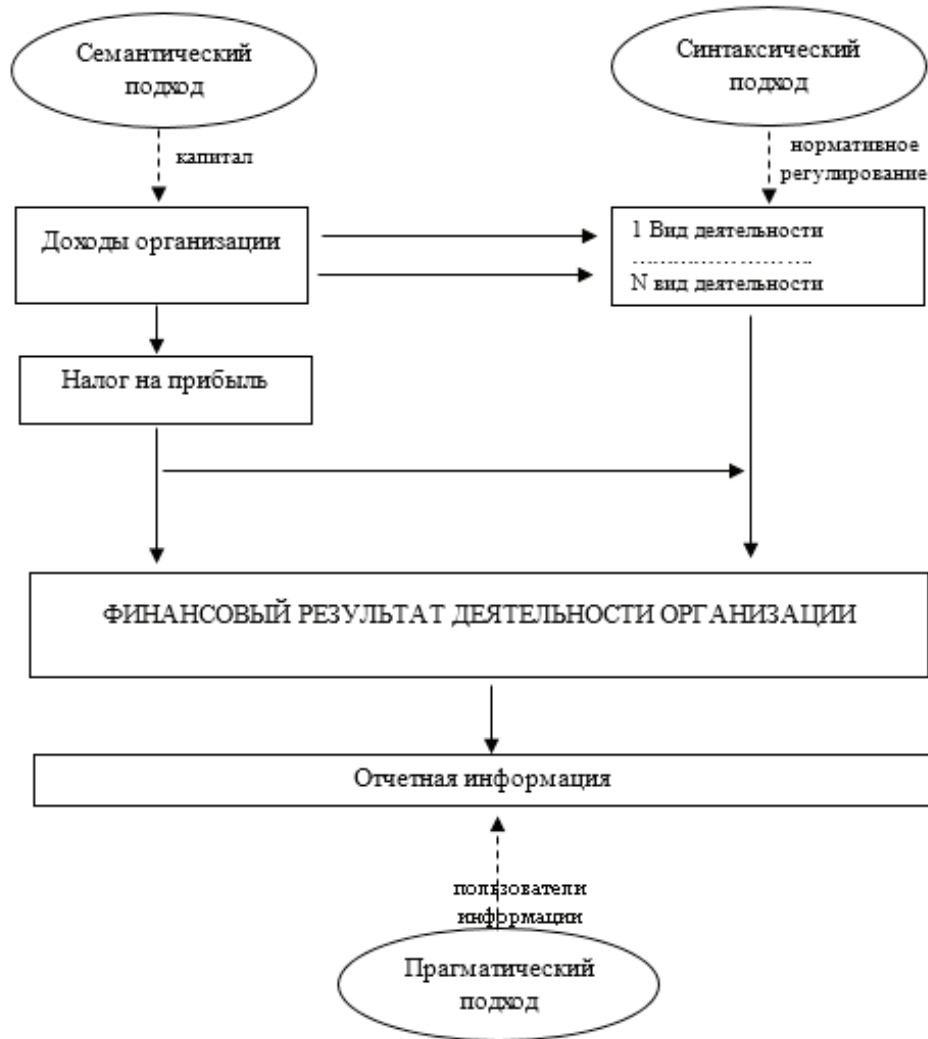 Семантический
подход
Синтаксический
подход
капитал
нормативное
регулирование
Доходы организации
1 Вид деятельности
………………………….
N вид деятельности
Налог на прибыль
ФИНАНСОВЫЙ РЕЗУЛЬТАТ ДЕЯТЕЛЬНОСТИ ОРГАНИЗАЦИИ
Отчетная информация
пользователи
информации
Прагматический
подход